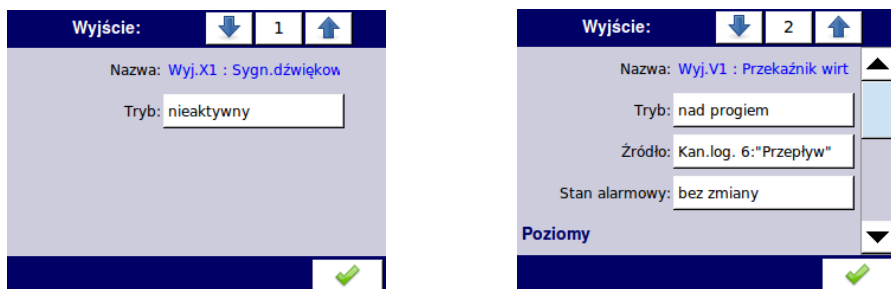 Wyjście: 1
Nazwa: Wyj.X1 : Sygn.dźwiękow
Tryb: nieaktywny
Wyjście: 2
Nazwa: Wyj.V1 : Przekaźnik wirt
Tryb: nad progiem
Źródło: Kan.log. 6:"Przepływ"
Stan alarmowy: bez zmiany
Poziomy